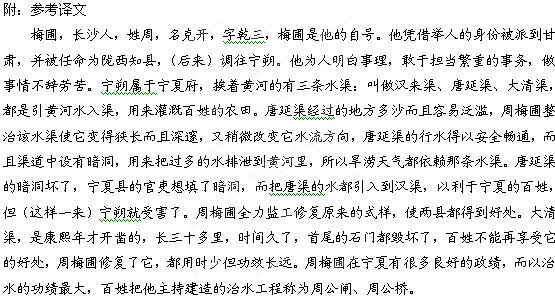 附：参考译文
梅圃，长沙人，姓周，名克开，字乾三，梅圃是他的自号。他凭借举人的身份被派到甘
肃，并被任命为陇西知县，（后来）调往宁朔。他为人明白事理，敢于担当繁重的事务，做
事情不辞劳苦。宁朔属于宁夏府，挨着黄河的有三条水渠：叫做汉来渠、唐延渠、大清渠，
都是引黄河水入渠，用来灌溉百姓的农田。唐延渠经过的地方多沙而且容易泛滥，周梅圃整
治该水渠使它变得狭长而且深邃，又稍微改变它水流方向，唐延渠的行水得以安全畅通，而
且渠道中设有暗洞，用来把过多的水排泄到黄河里，所以旱涝天气都依赖那条水渠。唐延渠
的暗洞坏了，宁夏县的官吏想填了暗洞，而把唐渠的水都引入到汉渠，以利于宁夏的百姓，
但（这样一来）宁朔就受害了。周梅圃全力监工修复原来的式样，使两县都得到好处。大清
渠，是康熙年才开凿的，长三十多里，时间久了，首尾的石门都毁坏了，百姓不能再享受它
的好处，周梅圃修复了它，都用时少但功效长远。周梅圃在宁夏有很多良好的政绩，而以治
水的功绩最大，百姓把他主持建造的治水工程称为周公闸、周公桥。